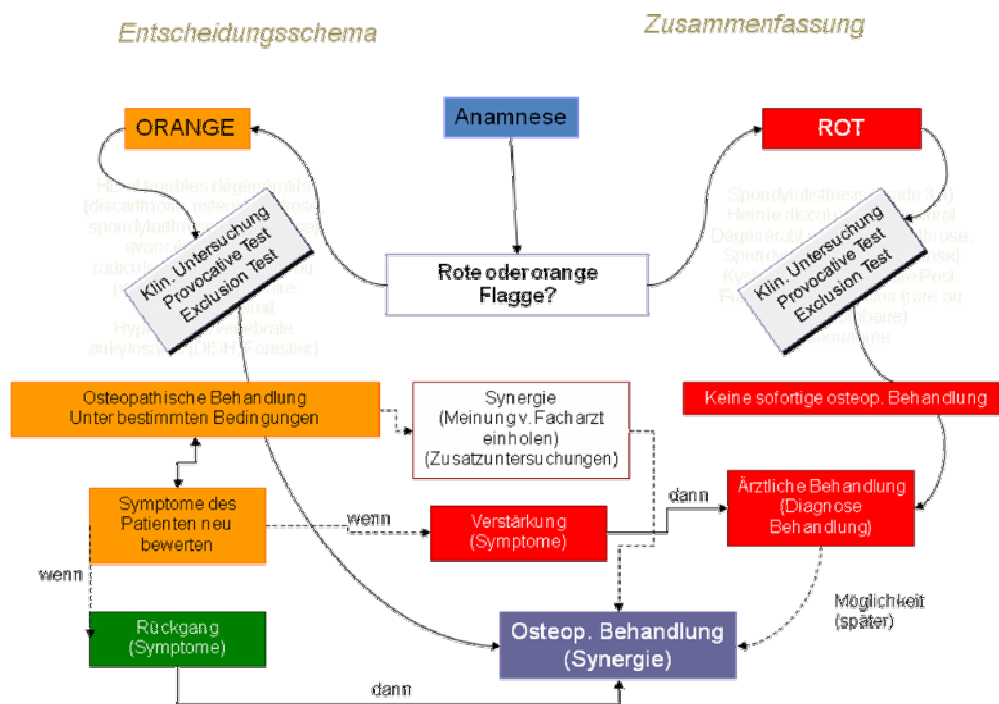 Entscheidungsschema
Zusammenfassung
ORANGE
Anamnese
ROT
Klin. Untersuchung
Provocative Test
Exclusion Test
Rote oder orange
Flagge?
Klin. Untersuchung
Provocative Test
Exclusion Test
ankylosante (DISH, Forestier)
Osteopathische Behandlung
Unter bestimmten Bedingungen
Synergie
(Meinung v. Facharzt
einholen)
(Zusatzuntersuchungen)
Keine sofortige osteop. Behandlung
Symptome des
Patienten neu
bewerten
wenn
Verstärkung
(Symptome)
dann
Ärztliche Behandlung
(Diagnose
Behandlung)
wenn
Rückgang
(Symptome)
Osteop. Behandlung
(Synergie)
Möglichkeit
(später)
dann